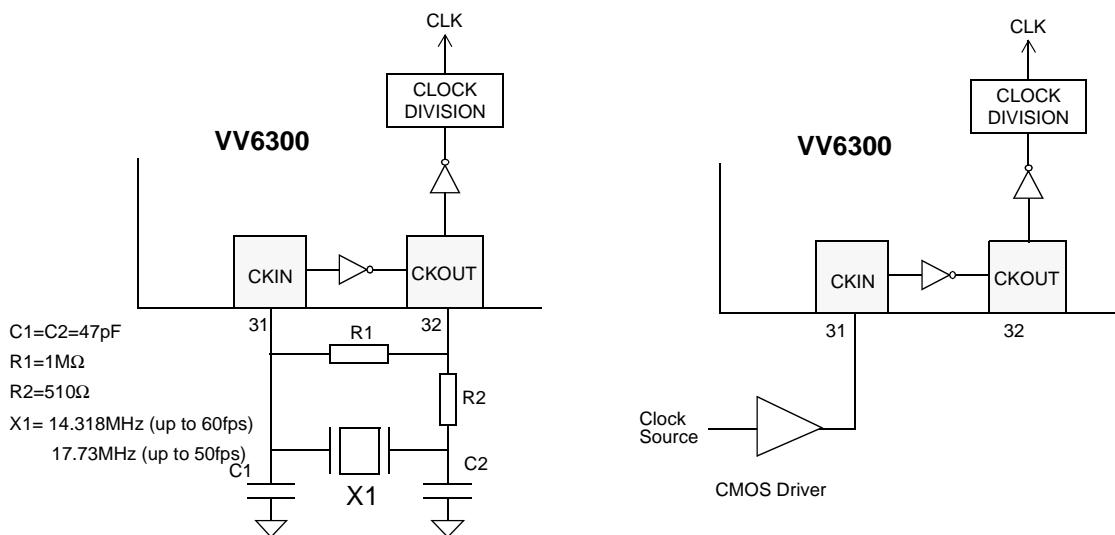 CLK
CLOCK
DIVISION
VV6300
CKIN
CKOUT
31
32
R1
C1=C2=47pF
R1=1MΩ
R2=510Ω
X1= 14.318MHz (up to 60fps)
17.73MHz (up to 50fps)
R2
C1
C2
X1
CLK
CLOCK
DIVISION
VV6300
CKIN
CKOUT
31
32
Clock
Source
CMOS Driver